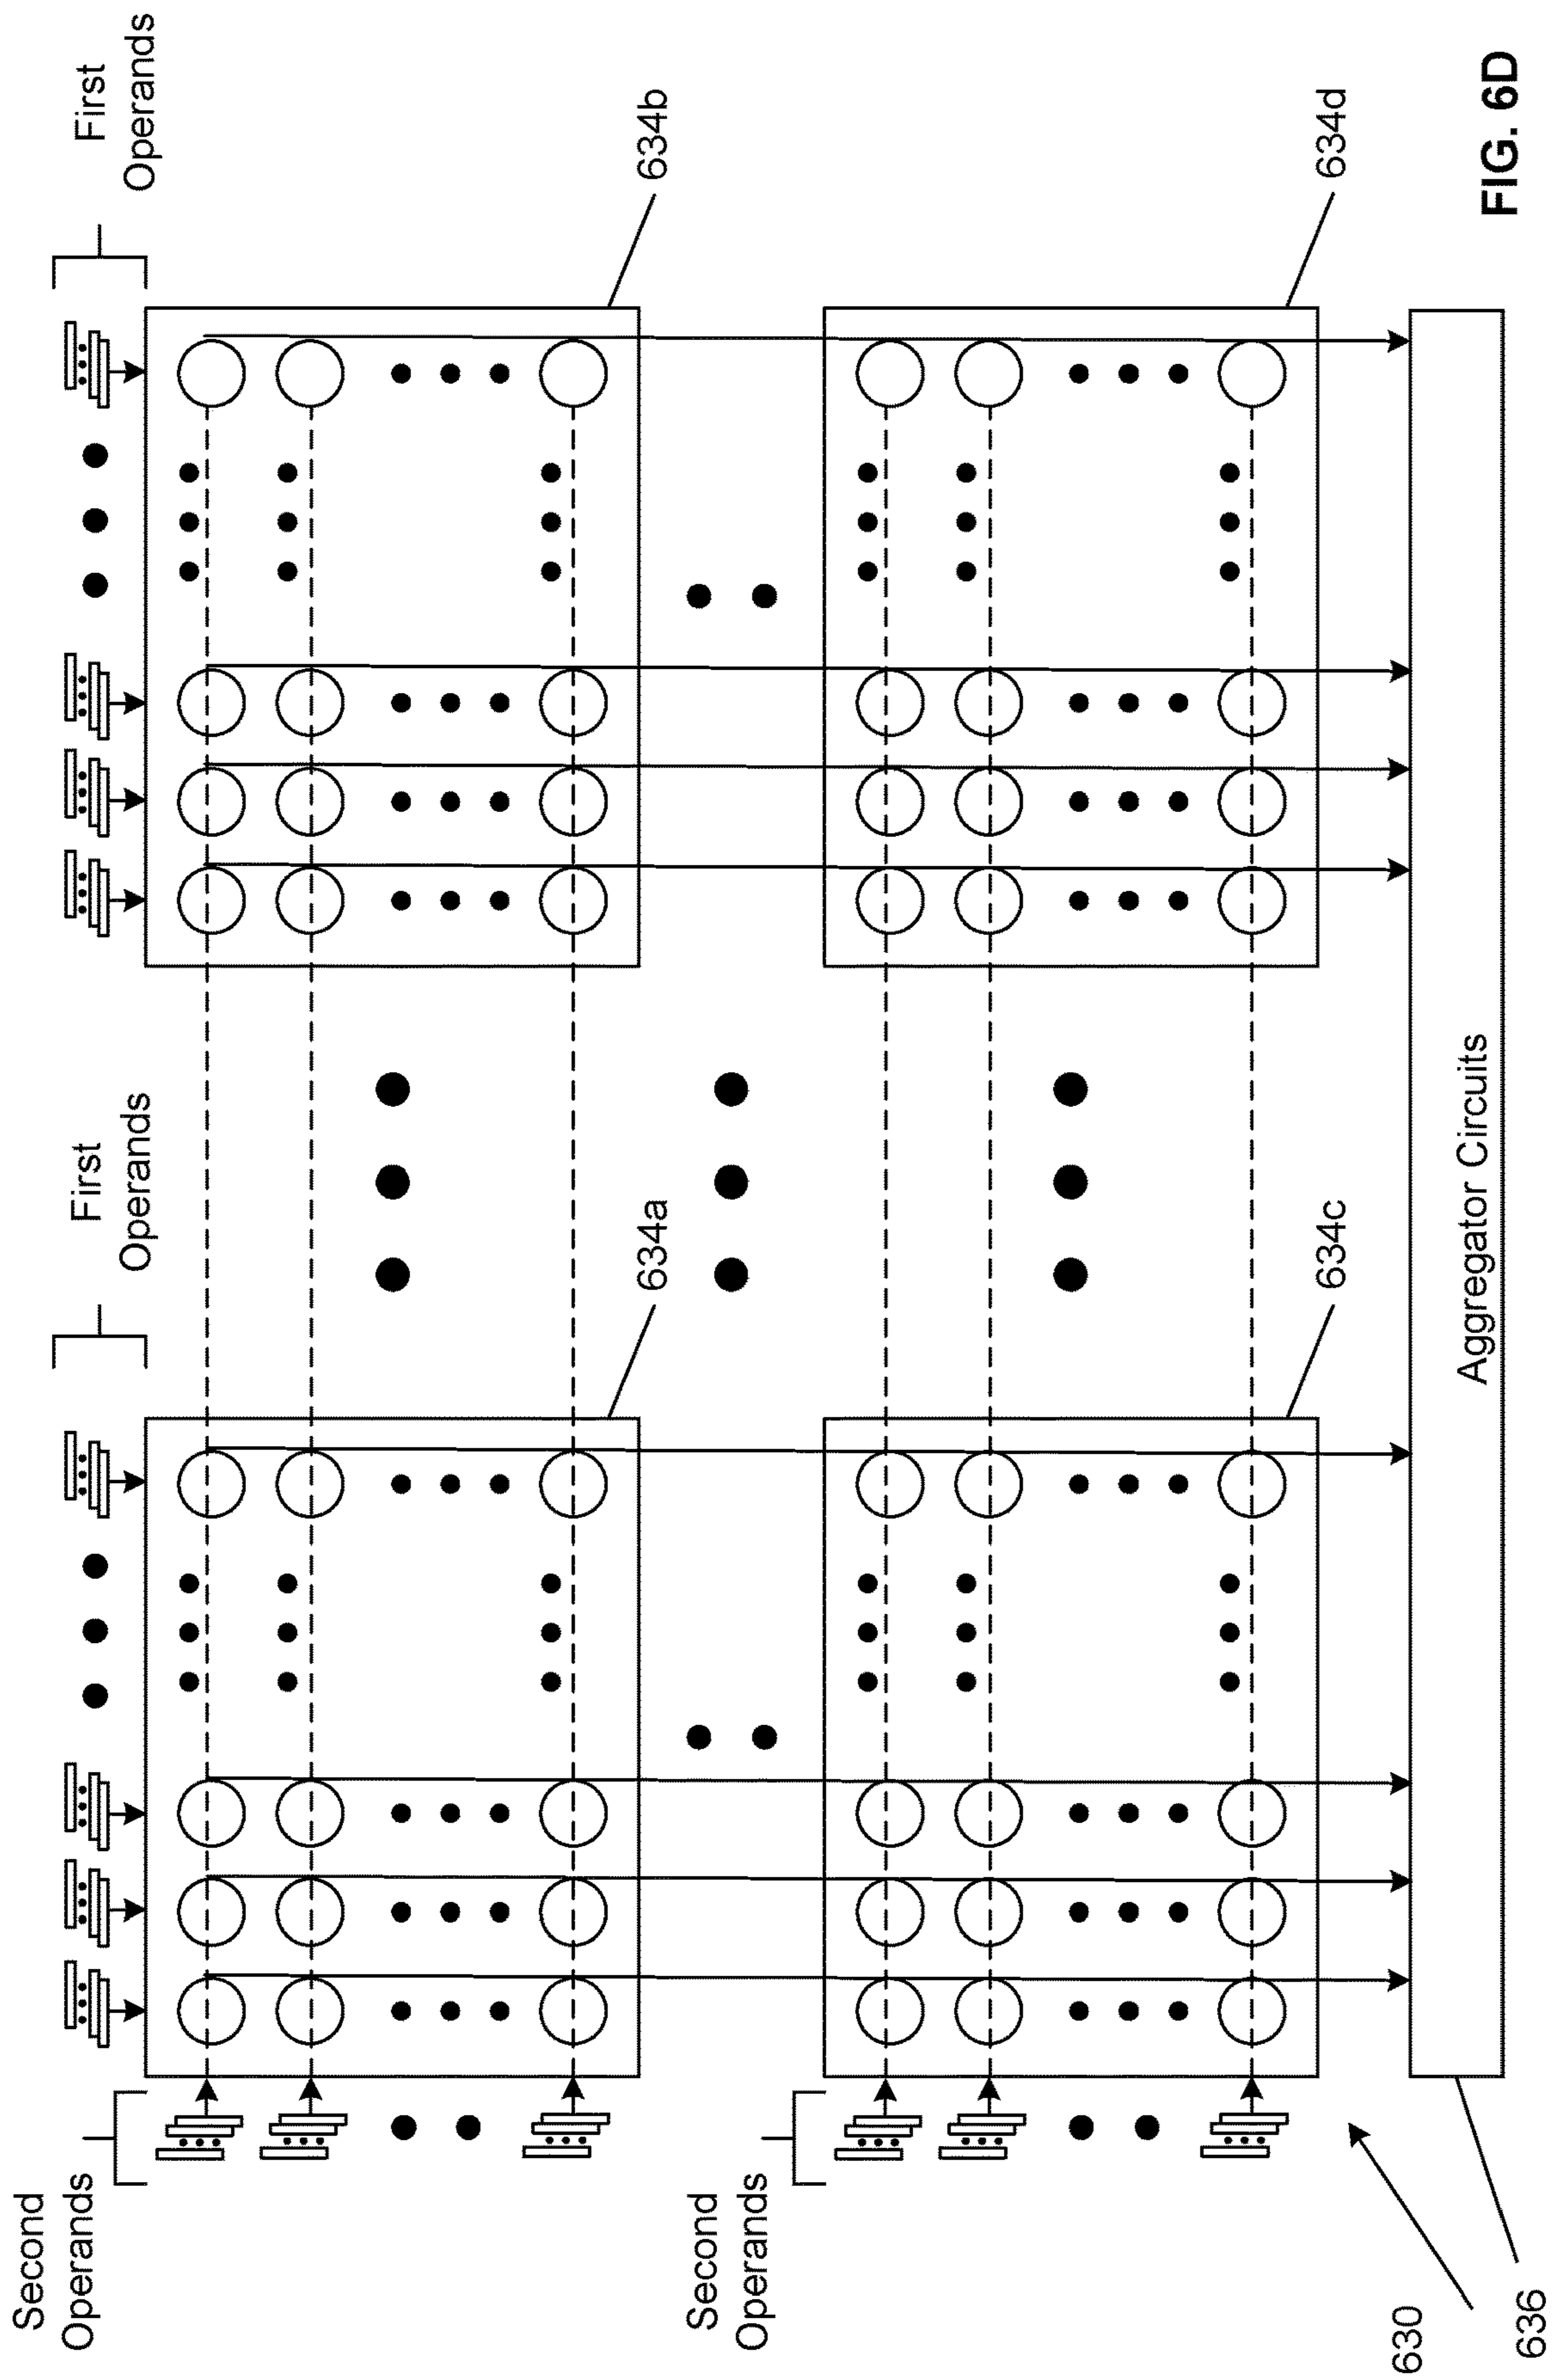 First
Operands
First
Operands
Second
Operands
634a
634b
Second
Operands
634c
634d
630
Aggregator Circuits
636
FIG. 6D